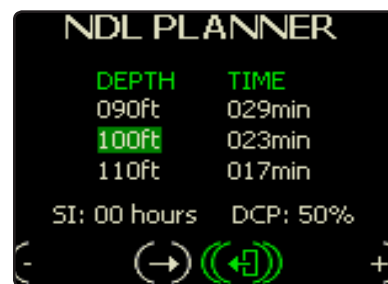 NDL PLANNER
DEPTH TIME
090ft 029min
100ft 023min
110ft 017min
SI: 00 hours DCP: 50%
- +